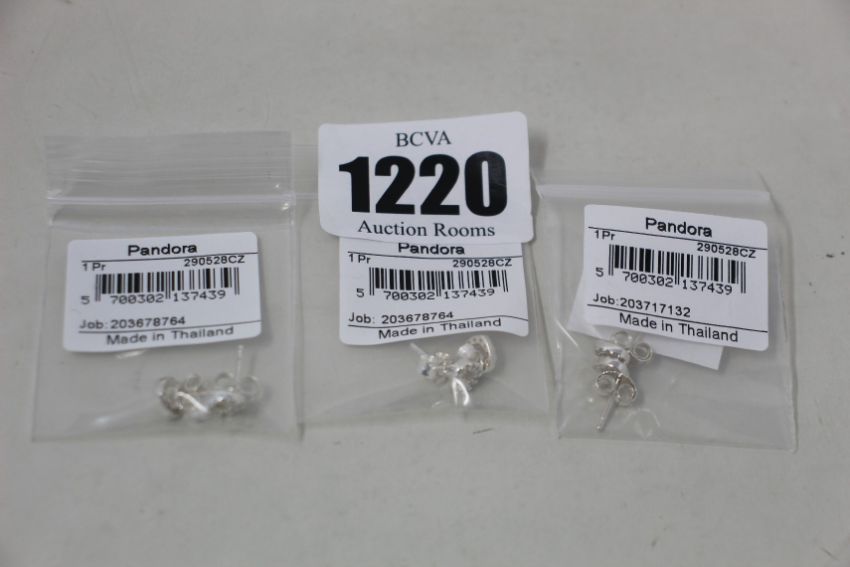 BCVA
1220
Auction Rooms
Pandora
1 Pr 290528CZ
5 700302 137439
Job: 203678764
Made in Thailand
Pandora
1 Pr 290528CZ
5 700302 137439
Job: 203678764
Made in Thailand
Pandora
1 Pr 290528CZ
5 700302 137439
Job: 203717132
Made in Thailand